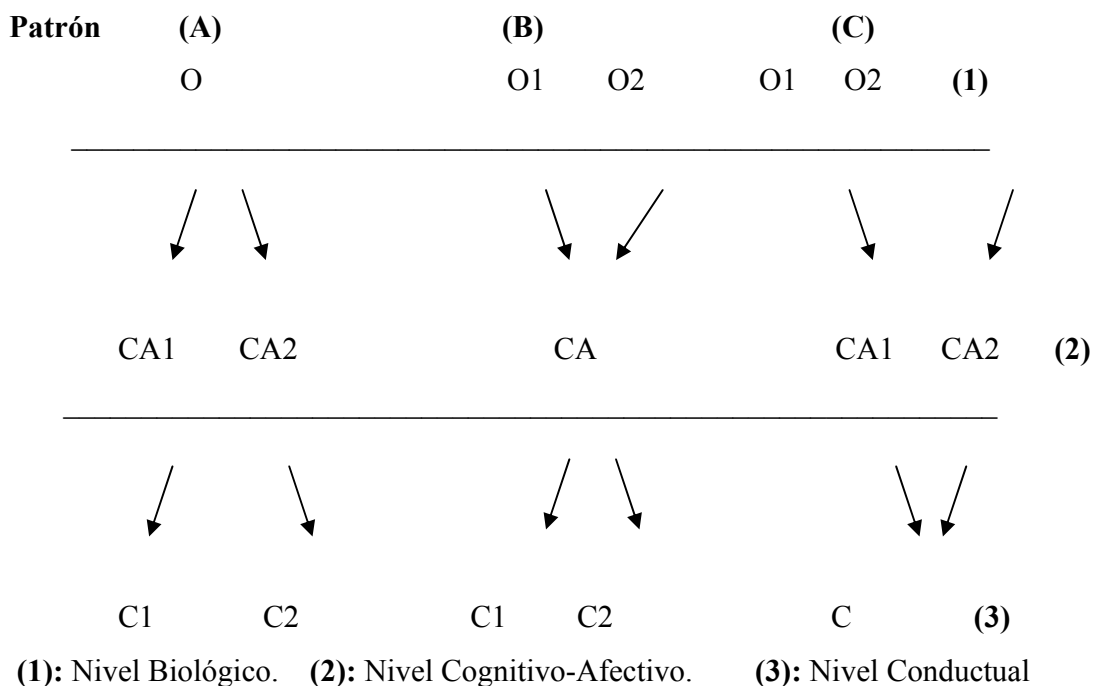 Patrón (A) (B) (C)
O O1 O2 O1 O2 (1)
CA1 CA2 CA CA1 CA2 (2)
C1 C2 C1 C2 C (3)
(1): Nivel Biológico. (2): Nivel Cognitivo-Afectivo. (3): Nivel Conductual